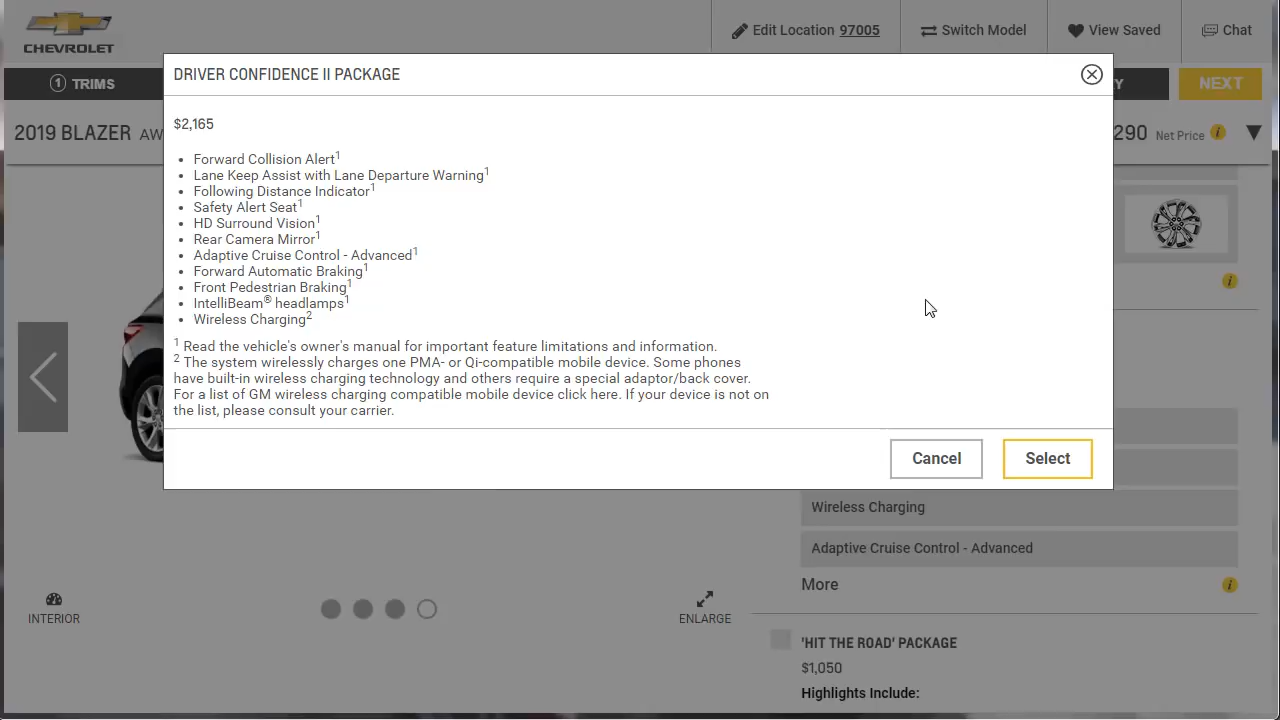 CHEVROLET
Edit Location 97005
Switch Model
View Saved
Chat
1 TRIMS
Y
NEXT
2019 BLAZER AW
290 Net Price i
DRIVER CONFIDENCE II PACKAGE
$2,165
• Forward Collision Alert1
• Lane Keep Assist with Lane Departure Warning1
• Following Distance Indicator1
• Safety Alert Seat1
• HD Surround Vision1
• Rear Camera Mirror1
• Adaptive Cruise Control - Advanced1
• Forward Automatic Braking1
• Front Pedestrian Braking1
• IntelliBeam® headlamps1
• Wireless Charging2
1 Read the vehicle's owner's manual for important feature limitations and information.
2 The system wirelessly charges one PMA- or Qi-compatible mobile device. Some phones
have built-in wireless charging technology and others require a special adaptor/back cover.
For a list of GM wireless charging compatible mobile device click here. If your device is not on
the list, please consult your carrier.
Cancel
Select
i
Wireless Charging
Adaptive Cruise Control - Advanced
More
i
INTERIOR
ENLARGE
'HIT THE ROAD' PACKAGE
$1,050
Highlights Include: